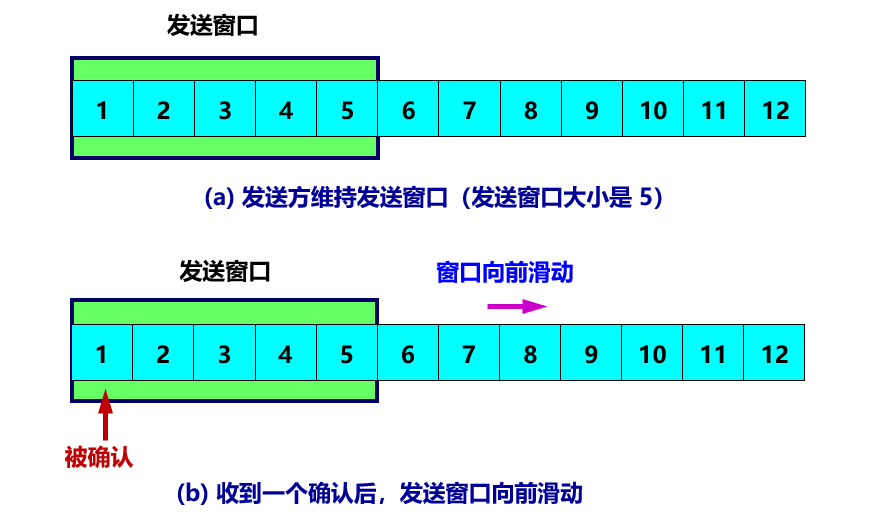 发送窗口
1 2 3 4 5 6 7 8 9 10 11 12
(a) 发送方维持发送窗口（发送窗口大小是 5）
发送窗口
窗口向前滑动
1 2 3 4 5 6 7 8 9 10 11 12
被确认
(b) 收到一个确认后，发送窗口向前滑动